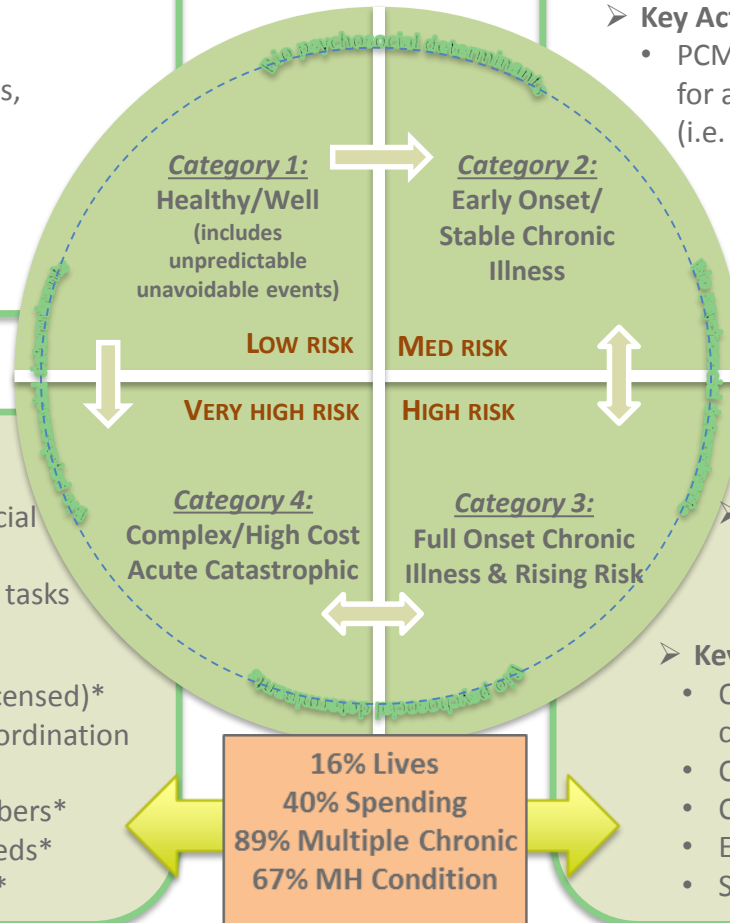 ➢ Key Act
• PCM
for a
(i.e.
s,
Bio psychosocial determinants
Category 1:
Healthy/Well
(includes
unpredictable
unavoidable events)
Category 2:
Early Onset/
Stable Chronic
Illness
LOW RISK
MED RISK
VERY HIGH RISK
HIGH RISK
Category 4:
Complex/High Cost
Acute Catastrophic
Category 3:
Full Onset Chronic
Illness & Rising Risk
cial
tasks
censed)*
ordination
bers*
eds*
*
➢
➢ Key
• C
c
• C
• C
• E
• S
16% Lives
40% Spending
89% Multiple Chronic
67% MH Condition